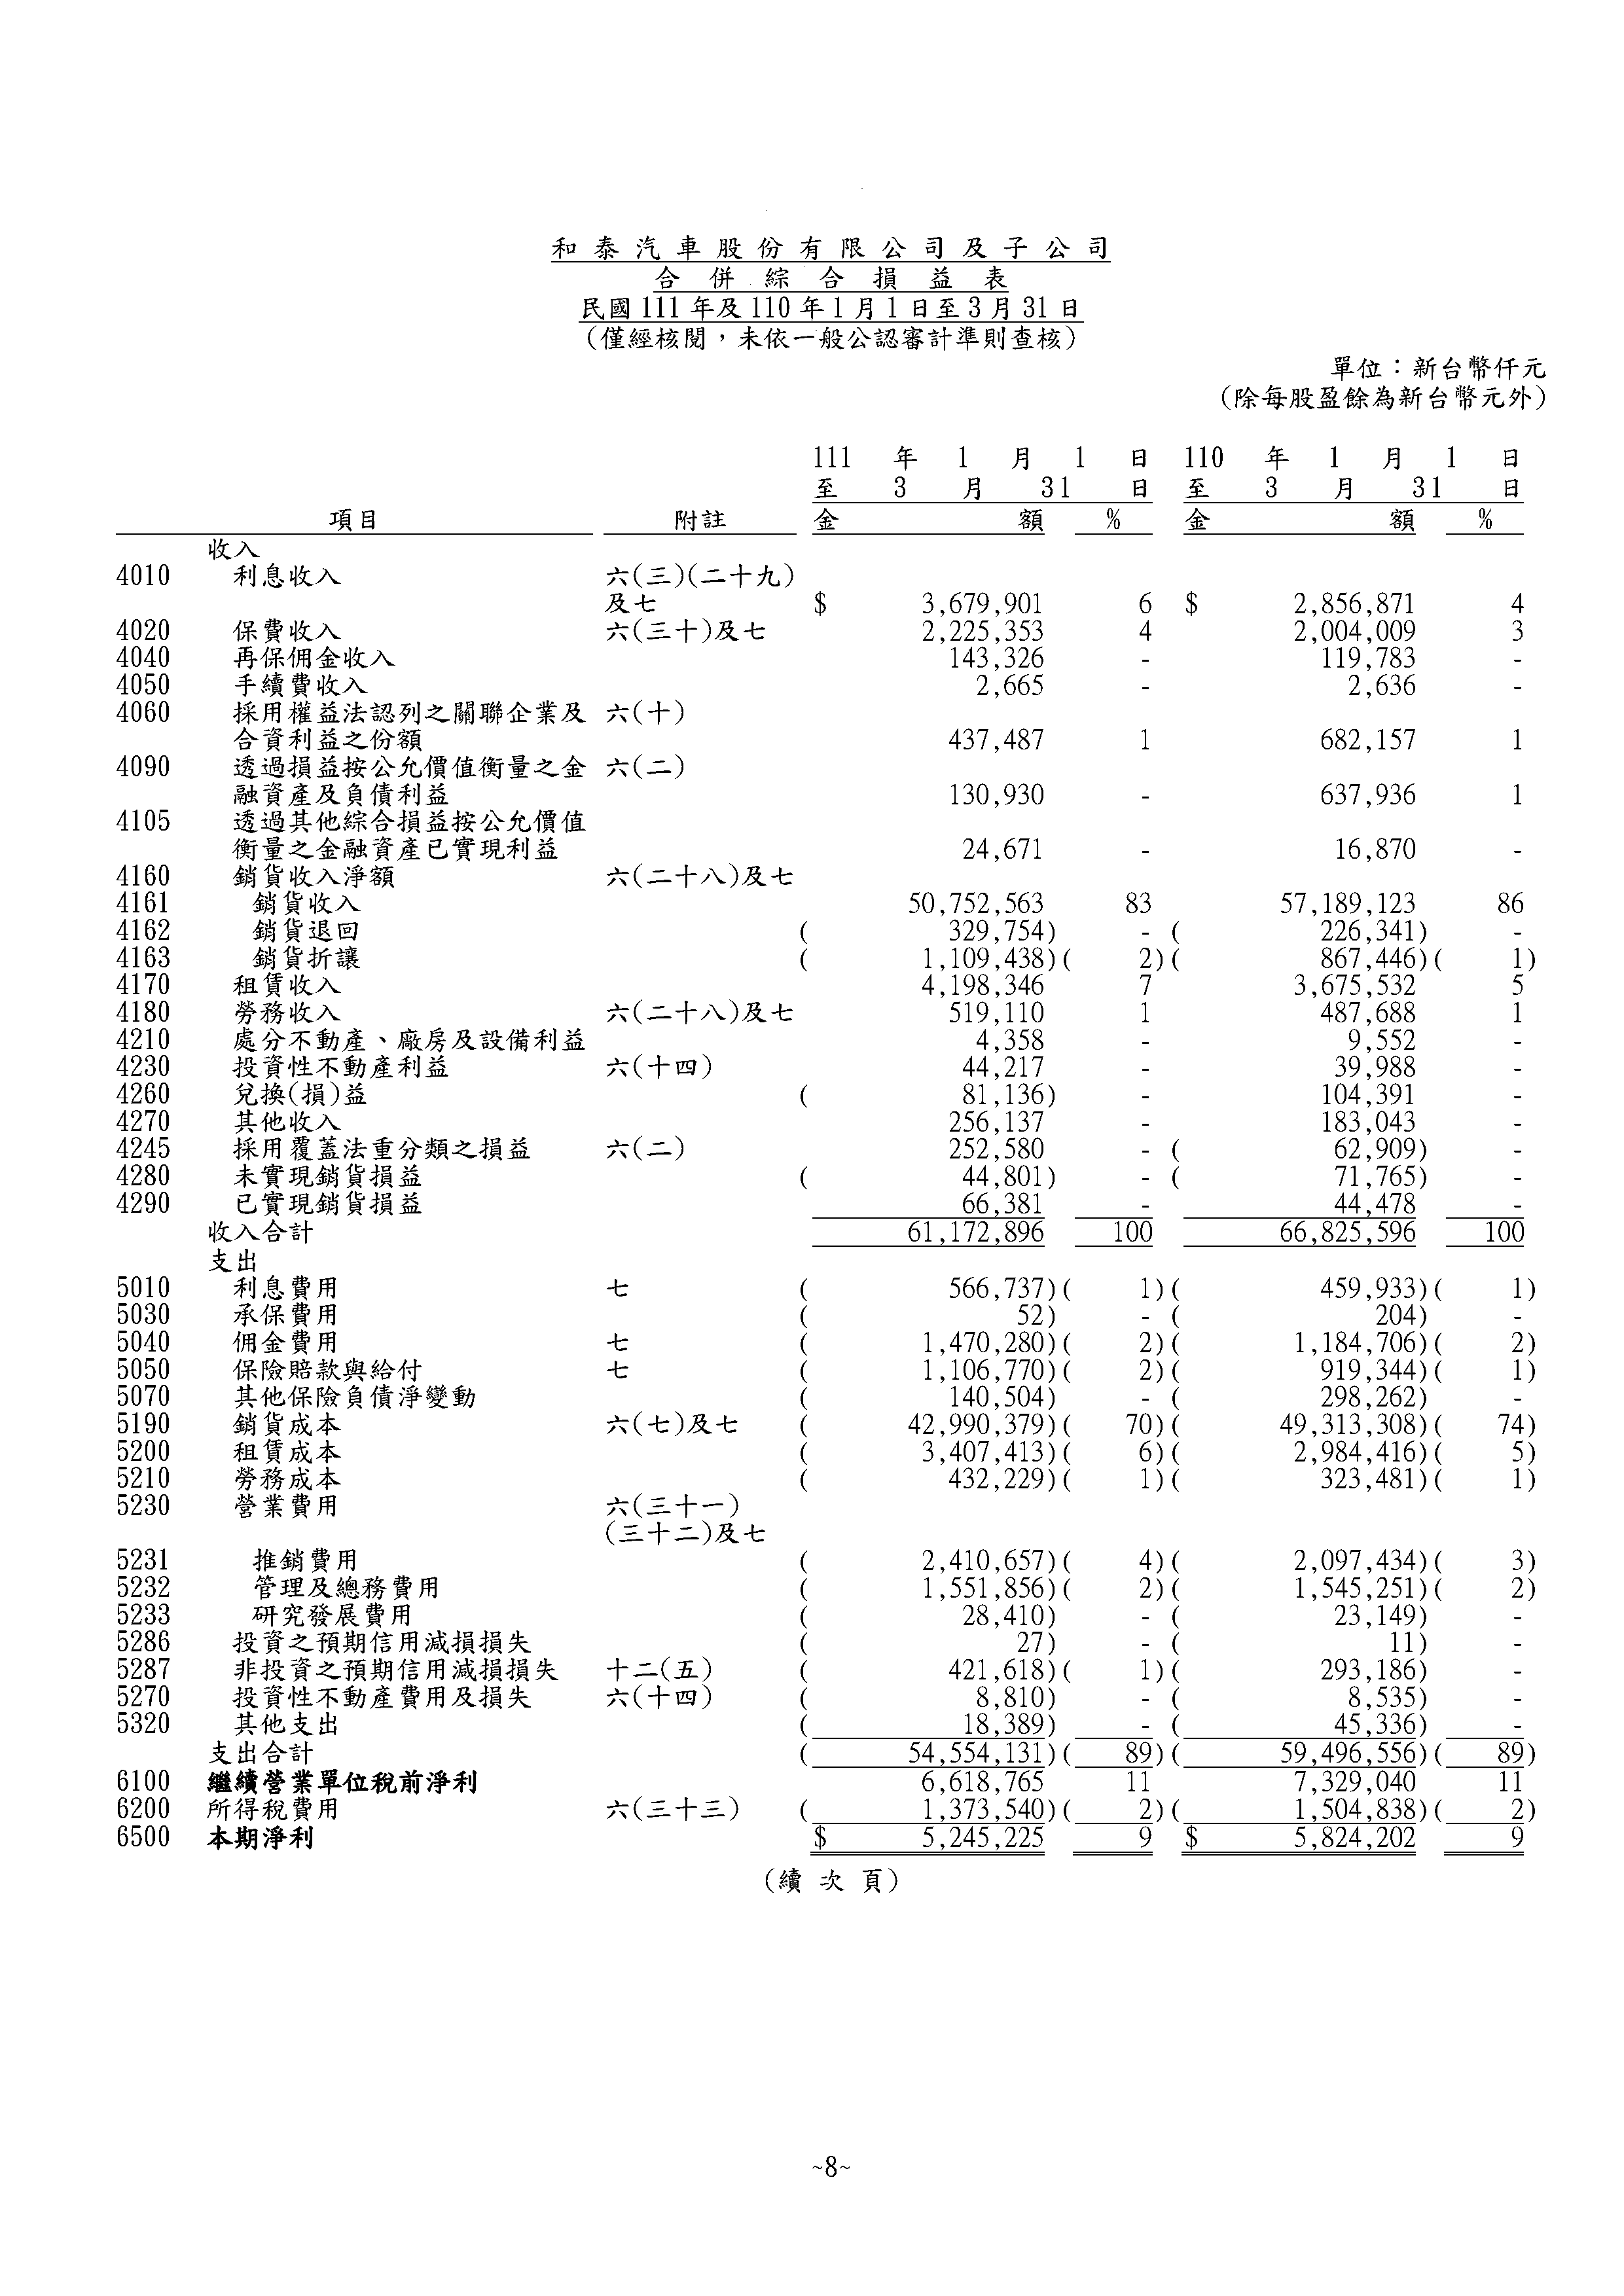 和泰汽車股份有限公司及子公司
合併綜合損益表
民國111年及110年1月1日至3月31日
(僅經核閱，未依一般公認審計準則查核)
單位：新台幣仟元
(除每股盈餘為新台幣元外)
111 年 1 月 1 日 110 年 1 月 1 日
至 3 月 31 日 至 3 月 31 日
項目 附註 金 額 % 金 額 %
收入
4010 利息收入 六(三)(二十九)
及七 $ 3,679,901 6 $ 2,856,871 4
4020 保費收入 六(三十)及七 2,225,353 4 2,004,009 3
4040 再保佣金收入 143,326 - 119,783 -
4050 手續費收入 2,665 - 2,636 -
4060 採用權益法認列之關聯企業及 六(十)
合資利益之份額 437,487 1 682,157 1
4090 透過損益按公允價值衡量之金 六(二)
融資產及負債利益 130,930 - 637,936 1
4105 透過其他綜合損益按公允價值
衡量之金融資產已實現利益 24,671 - 16,870 -
4160 銷貨收入淨額 六(二十八)及七
4161 銷貨收入 50,752,563 83 57,189,123 86
4162 銷貨退回 ( 329,754) - ( 226,341) -
4163 銷貨折讓 ( 1,109,438)( 2)( 867,446)( 1)
4170 租賃收入 4,198,346 7 3,675,532 5
4180 勞務收入 六(二十八)及七 519,110 1 487,688 1
4210 處分不動產、廠房及設備利益 4,358 - 9,552 -
4230 投資性不動產利益 六(十四) 44,217 - 39,988 -
4260 兌換(損)益 ( 81,136) - 104,391 -
4270 其他收入 256,137 - 183,043 -
4245 採用覆蓋法重分類之損益 六(二) 252,580 - ( 62,909) -
4280 未實現銷貨損益 ( 44,801) - ( 71,765) -
4290 已實現銷貨損益 66,381 - 44,478 -
收入合計 61,172,896 100 66,825,596 100
支出
5010 利息費用 七 ( 566,737)( 1)( 459,933)( 1)
5030 承保費用 ( 52) - ( 204) -
5040 佣金費用 七 ( 1,470,280)( 2)( 1,184,706)( 2)
5050 保險賠款與給付 七 ( 1,106,770)( 2)( 919,344)( 1)
5070 其他保險負債淨變動 ( 140,504) - ( 298,262) -
5190 銷貨成本 六(七)及七 ( 42,990,379)( 70)( 49,313,308)( 74)
5200 租賃成本 ( 3,407,413)( 6)( 2,984,416)( 5)
5210 勞務成本 ( 432,229)( 1)( 323,481)( 1)
5230 營業費用 六(三十一)
(三十二)及七
5231 推銷費用 ( 2,410,657)( 4)( 2,097,434)( 3)
5232 管理及總務費用 ( 1,551,856)( 2)( 1,545,251)( 2)
5233 研究發展費用 ( 28,410) - ( 23,149) -
5286 投資之預期信用減損損失 ( 27) - ( 11) -
5287 非投資之預期信用減損損失 十二(五) ( 421,618)( 1)( 293,186) -
5270 投資性不動產費用及損失 六(十四) ( 8,810) - ( 8,535) -
5320 其他支出 ( 18,389) - ( 45,336) -
支出合計 ( 54,554,131)( 89)( 59,496,556)( 89)
6100 繼續營業單位稅前淨利 6,618,765 11 7,329,040 11
6200 所得稅費用 六(三十三) ( 1,373,540)( 2)( 1,504,838)( 2)
6500 本期淨利 $ 5,245,225 9 $ 5,824,202 9
(續次頁)
~8~